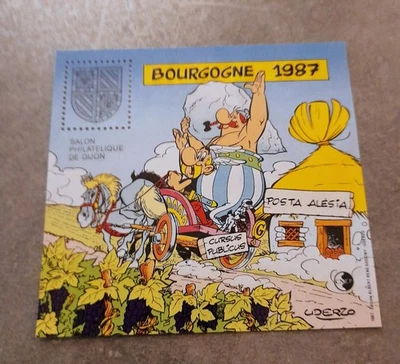 BOURGOGNE 1987
SALON
PHILATELIQUE
DE DIJON
POSTA ALESIA
CURSUS
PUBLICUS
UDERZO